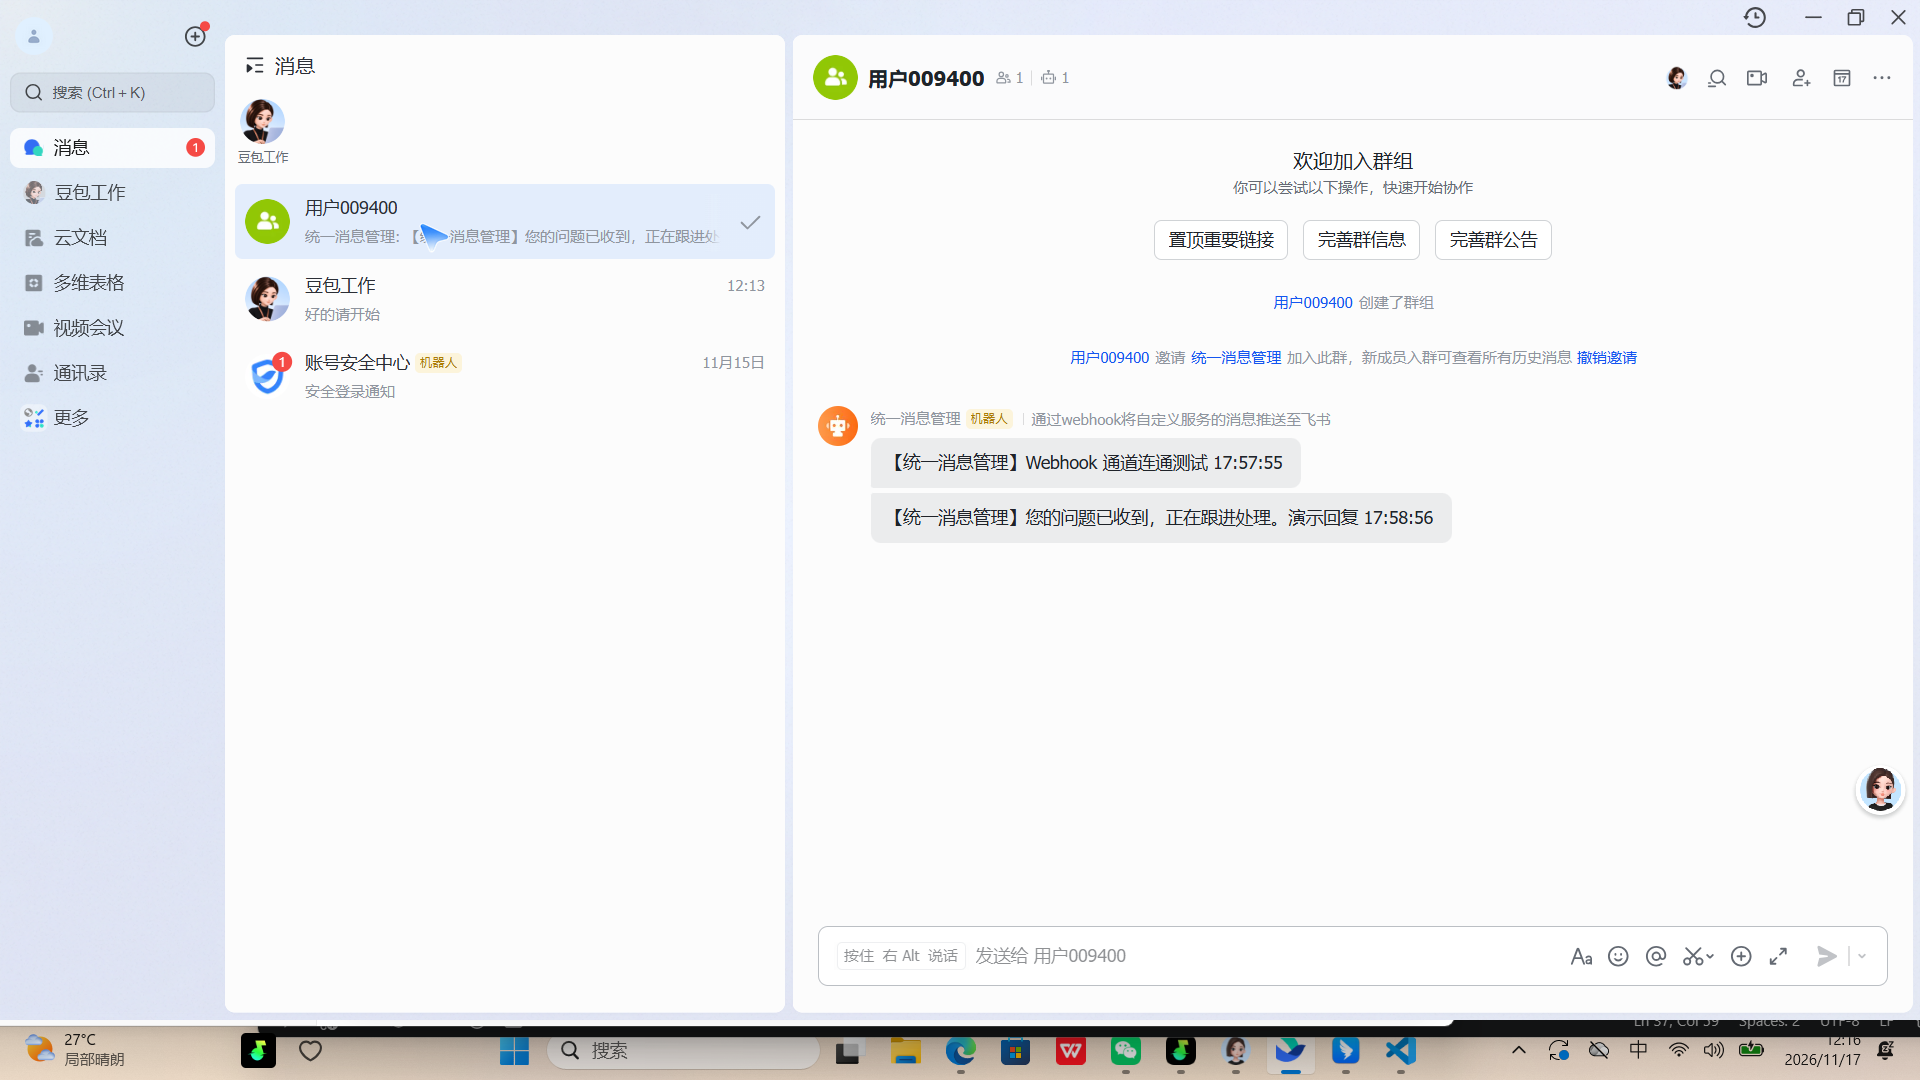 搜索 (Ctrl + K)
消息
1
豆包工作
云文档
多维表格
视频会议
通讯录
更多
消息
豆包工作
用户009400
统一消息管理:【 消息管理】您的问题已收到，正在跟进处
豆包工作
12:13
好的请开始
1
账号安全中心 机器人
11月15日
安全登录通知
用户009400
1
1
17
欢迎加入群组
你可以尝试以下操作，快速开始协作
置顶重要链接
完善群信息
完善群公告
用户009400 创建了群组
用户009400 邀请 统一消息管理 加入此群，新成员入群可查看所有历史消息 撤销邀请
统一消息管理 机器人 通过webhook将自定义服务的消息推送至飞书
【统一消息管理】Webhook 通道连通测试 17:57:55
【统一消息管理】您的问题已收到，正在跟进处理。演示回复 17:58:56
按住 右 Alt 说话
发送给 用户009400
Aa
Ln 37, Col 59 Spaces: 2 UTF-8 LF
27°C
局部晴朗
搜索
中
12:16
2026/11/17